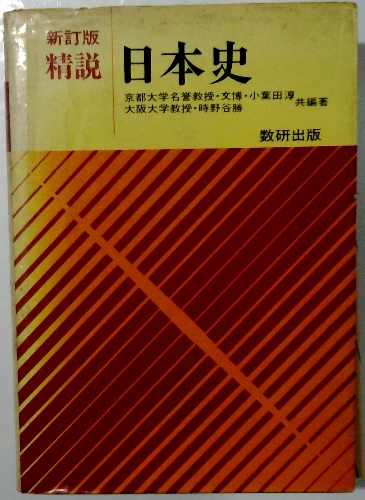 新訂版
精説 日本史
京都大学名誉教授・文博・小葉田淳
大阪大学教授・時野谷勝
共編著
数研出版